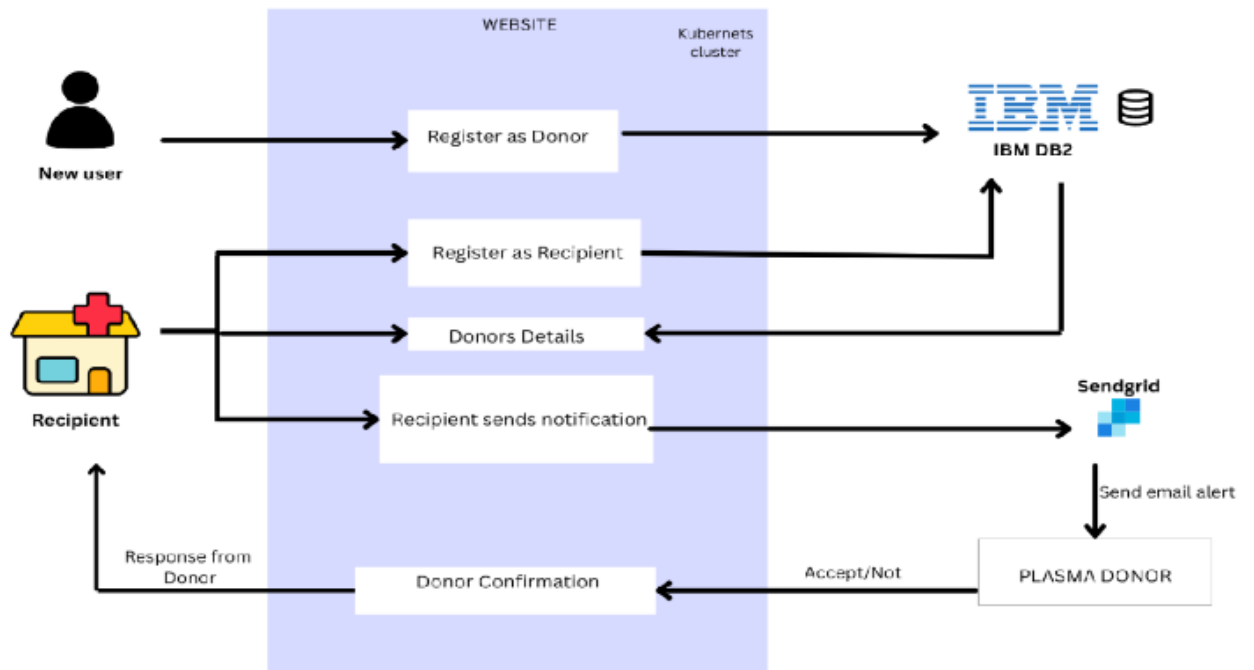 WEBSITE
Kubernets
cluster
New user
Register as Donor
IBM
IBM DB2
Register as Recipient
Donors Details
Recipient
Recipient sends notification
Sendgrid
Send email alert
Response from
Donor
Donor Confirmation
Accept/Not
PLASMA DONOR